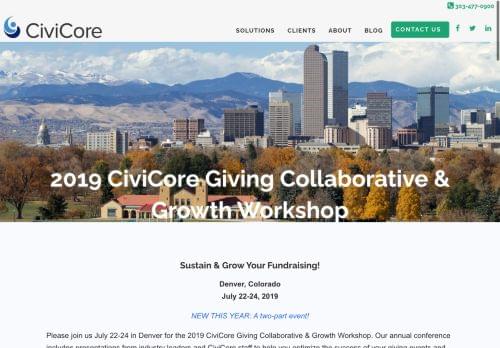 323-477-0900
CiviCore
SOLUTIONS CLIENTS ABOUT BLOG CONTACT US
2019 CiviCore Giving Collaborative &
Growth Workshop
Sustain & Grow Your Fundraising!
Denver, Colorado
July 22-24, 2019
NEW THIS YEAR: A two-part event!
Please join us July 22-24 in Denver for the 2019 CiviCore Giving Collaborative & Growth Workshop. Our annual conference
includes presentations from industry leaders and CiviCore staff to help you optimize the success of your giving events and